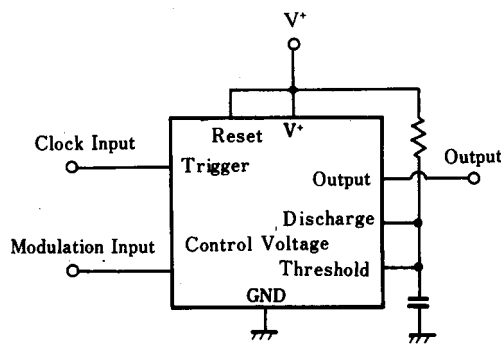 V⁺
Reset V⁺
Clock Input
Trigger
Output
Output
Discharge
Modulation Input
Control Voltage
Threshold
GND